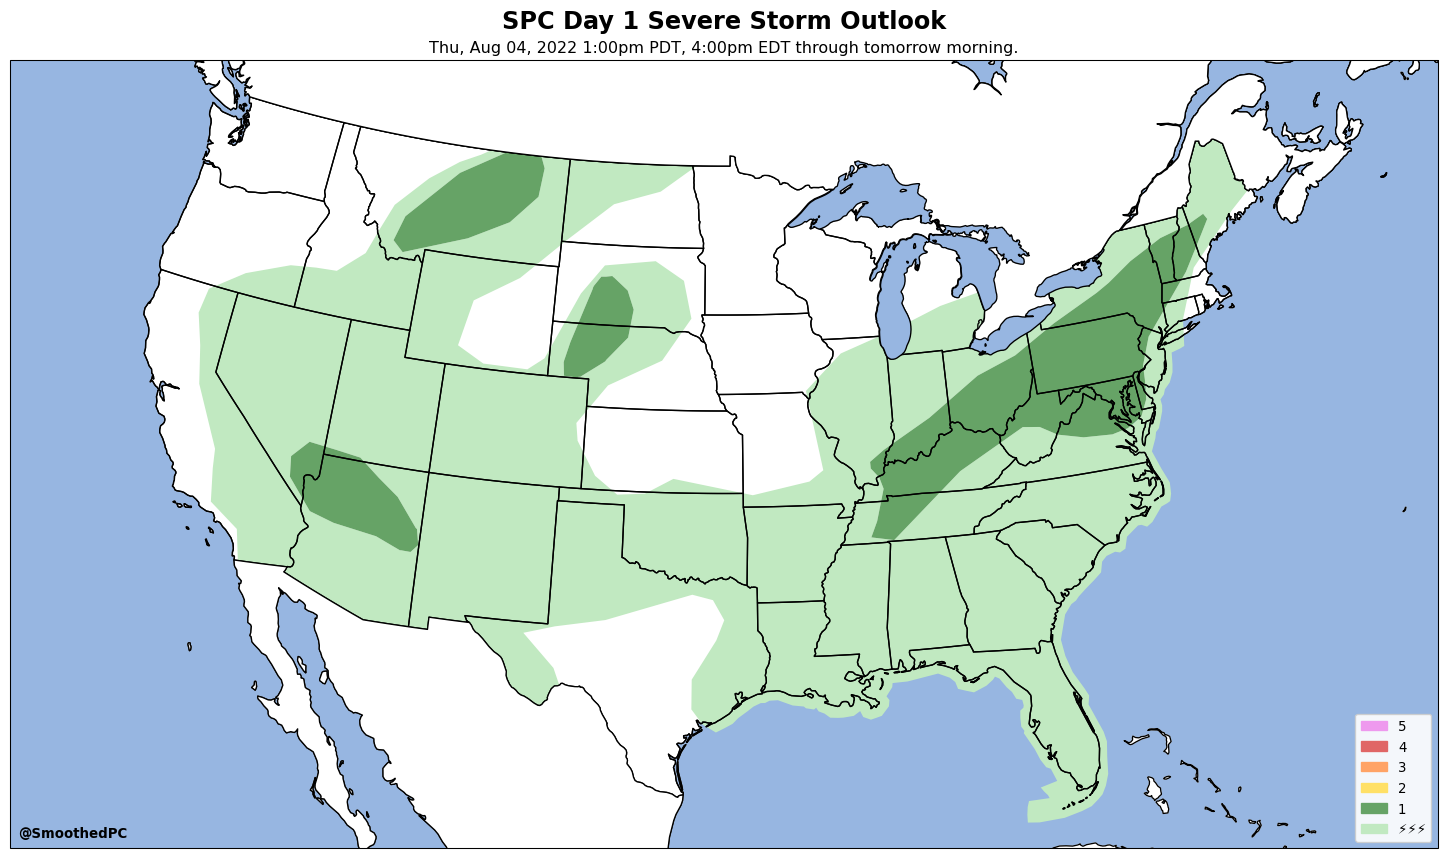 SPC Day 1 Severe Storm Outlook
Thu, Aug 04, 2022 1:00pm PDT, 4:00pm EDT through tomorrow morning.
5
4
3
2
1
⚡⚡⚡
@SmoothedPC